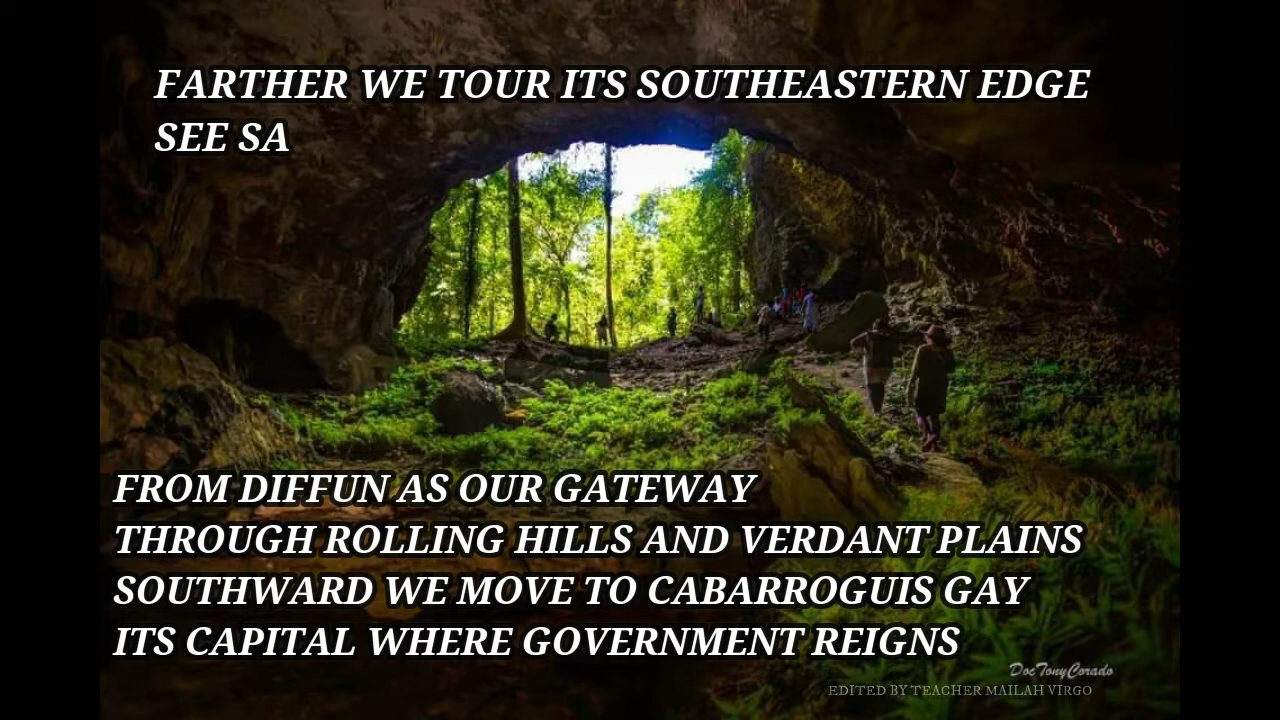 FARTHER WE TOUR ITS SOUTHEASTERN EDGE
SEE SA
FROM DIFFUN AS OUR GATEWAY
THROUGH ROLLING HILLS AND VERDANT PLAINS
SOUTHWARD WE MOVE TO CABARROGUIS GAY
ITS CAPITAL WHERE GOVERNMENT REIGNS
DocTonyCorado
EDITED BY TEACHER MAILAH VIRGO